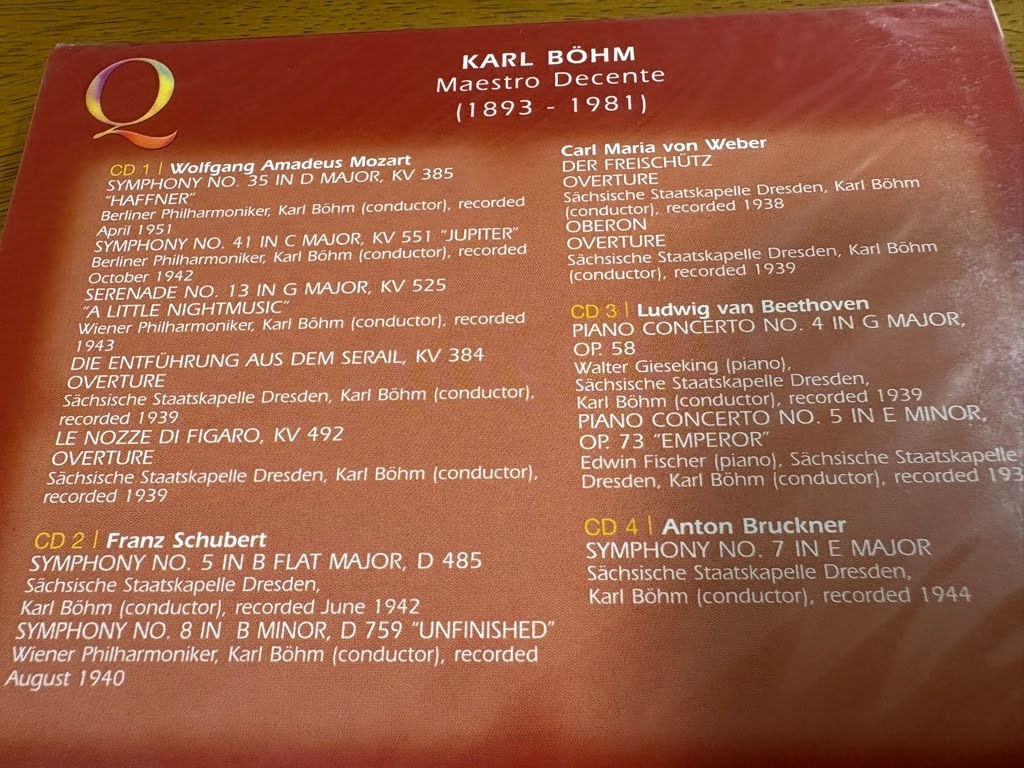 Q
KARL BÖHM
Maestro Decente
(1893 - 1981)
CD 1 | Wolfgang Amadeus Mozart
SYMPHONY NO. 35 IN D MAJOR, KV 385
“HAFFNER”
Berliner Philharmoniker, Karl Böhm (conductor), recorded
April 1951
SYMPHONY NO. 41 IN C MAJOR, KV 551 “JUPITER”
Berliner Philharmoniker, Karl Böhm (conductor), recorded
October 1942
SERENADE NO. 13 IN G MAJOR, KV 525
“A LITTLE NIGHTMUSIC”
Wiener Philharmoniker, Karl Böhm (conductor), recorded
1943
DIE ENTFÜHRUNG AUS DEM SERAIL, KV 384
OVERTURE
Sächsische Staatskapelle Dresden, Karl Böhm (conductor),
recorded 1939
LE NOZZE DI FIGARO, KV 492
OVERTURE
Sächsische Staatskapelle Dresden, Karl Böhm (conductor),
recorded 1939
CD 2 | Franz Schubert
SYMPHONY NO. 5 IN B FLAT MAJOR, D 485
Sächsische Staatskapelle Dresden,
Karl Böhm (conductor), recorded June 1942
SYMPHONY NO. 8 IN B MINOR, D 759 “UNFINISHED”
Wiener Philharmoniker, Karl Böhm (conductor), recorded
August 1940
Carl Maria von Weber
DER FREISCHÜTZ
OVERTURE
Sächsische Staatskapelle Dresden, Karl Böhm
(conductor), recorded 1938
OBERON
OVERTURE
Sächsische Staatskapelle Dresden, Karl Böhm
(conductor), recorded 1939
CD 3 | Ludwig van Beethoven
PIANO CONCERTO NO. 4 IN G MAJOR,
OP. 58
Walter Gieseking (piano),
Sächsische Staatskapelle Dresden,
Karl Böhm (conductor), recorded 1939
PIANO CONCERTO NO. 5 IN E MINOR,
OP. 73 “EMPEROR”
Edwin Fischer (piano), Sächsische Staatskapelle
Dresden, Karl Böhm (conductor), recorded
CD 4 | Anton Bruckner
SYMPHONY NO. 7 IN E MAJOR
Sächsische Staatskapelle Dresden,
Karl Böhm (conductor), recorded 1944